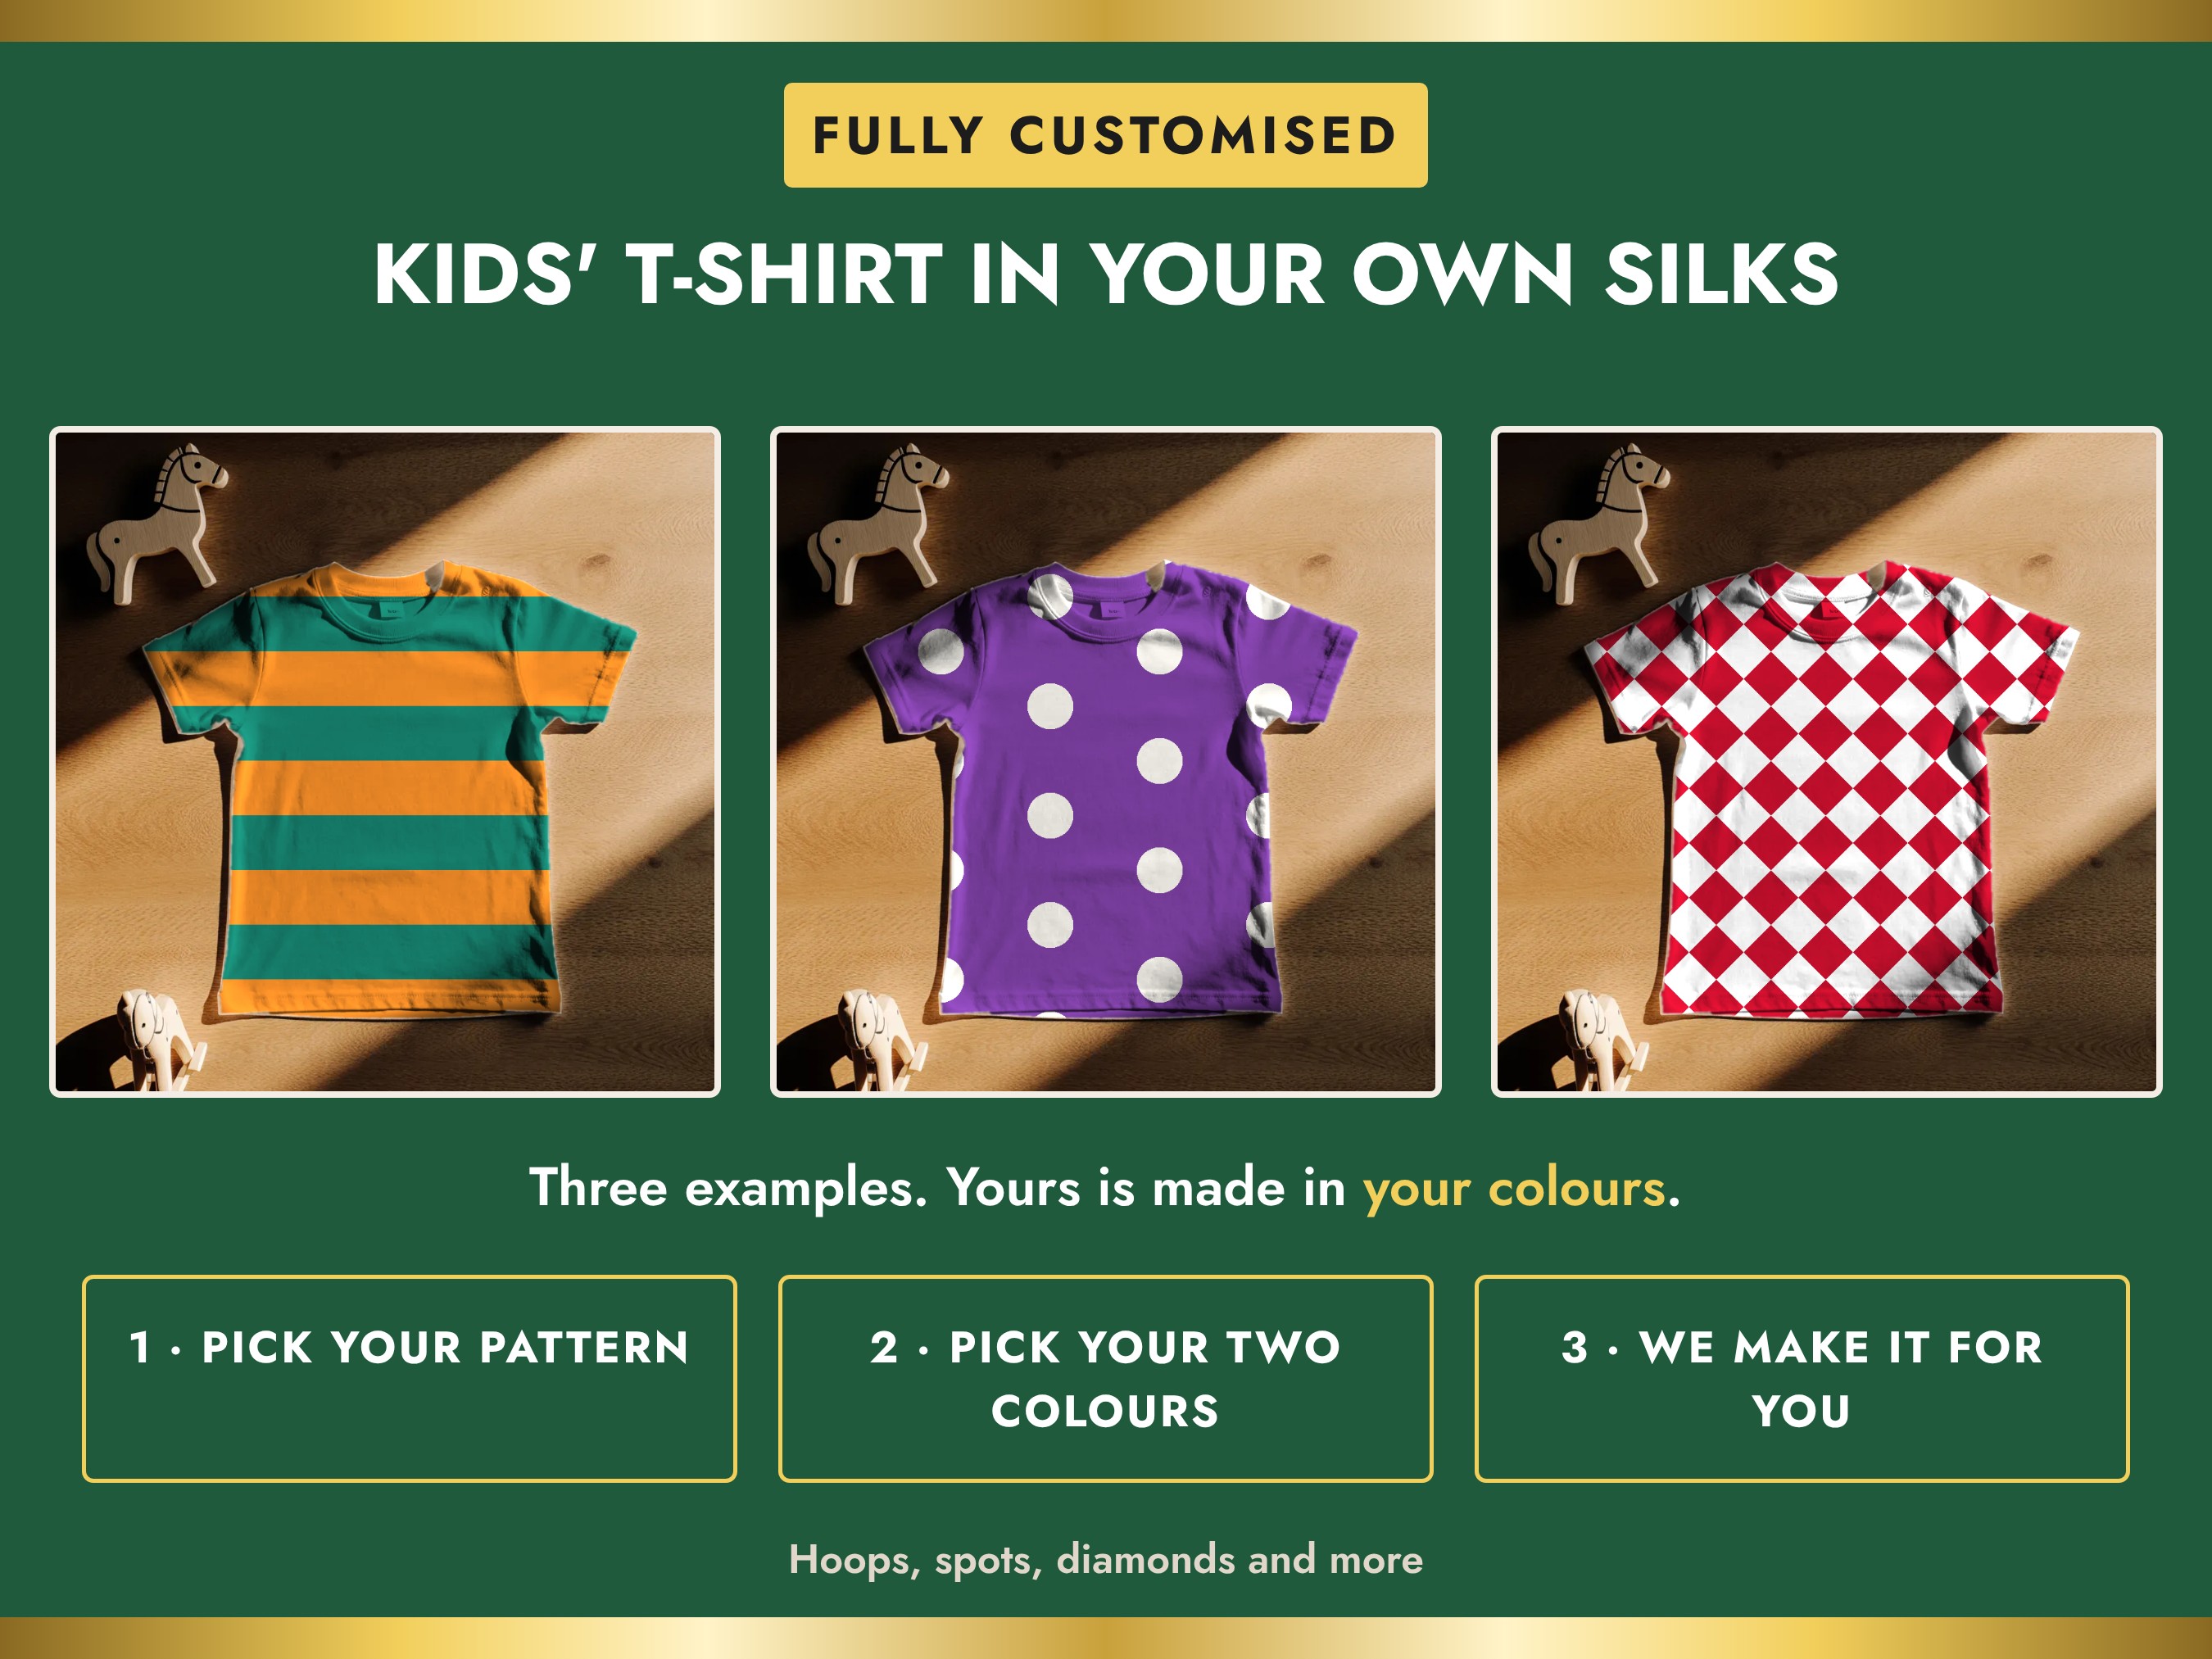 FULLY CUSTOMISED
KIDS' T-SHIRT IN YOUR OWN SILKS
Three examples. Yours is made in your colours.
1 · PICK YOUR PATTERN
2 · PICK YOUR TWO
COLOURS
3 · WE MAKE IT FOR
YOU
Hoops, spots, diamonds and more